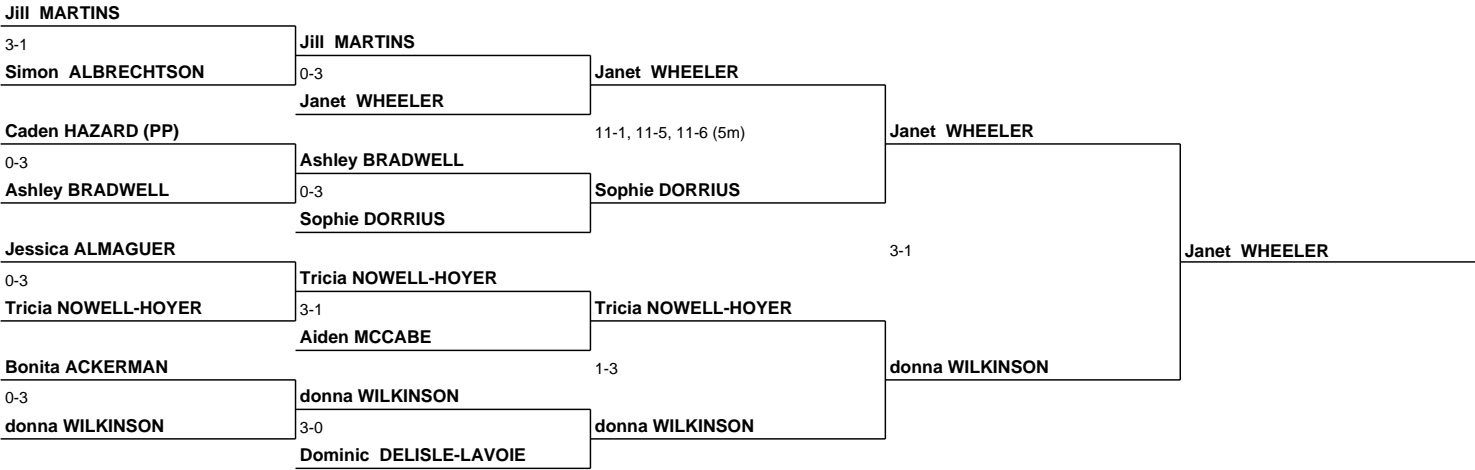 Jill  MARTINS
3-1
Jill  MARTINS
Simon  ALBRECHTSON
0-3
Janet  WHEELER
Janet  WHEELER
Caden HAZARD (PP)
11-1, 11-5, 11-6 (5m)
Janet  WHEELER
0-3
Ashley BRADWELL
Ashley BRADWELL
0-3
Sophie DORRIUS
Sophie DORRIUS
Jessica ALMAGUER
3-1
Janet  WHEELER
0-3
Tricia NOWELL-HOYER
Tricia NOWELL-HOYER
3-1
Tricia NOWELL-HOYER
Aiden MCCABE
Bonita ACKERMAN
1-3
donna WILKINSON
0-3
donna WILKINSON
donna WILKINSON
3-0
donna WILKINSON
Dominic  DELISLE-LAVOIE